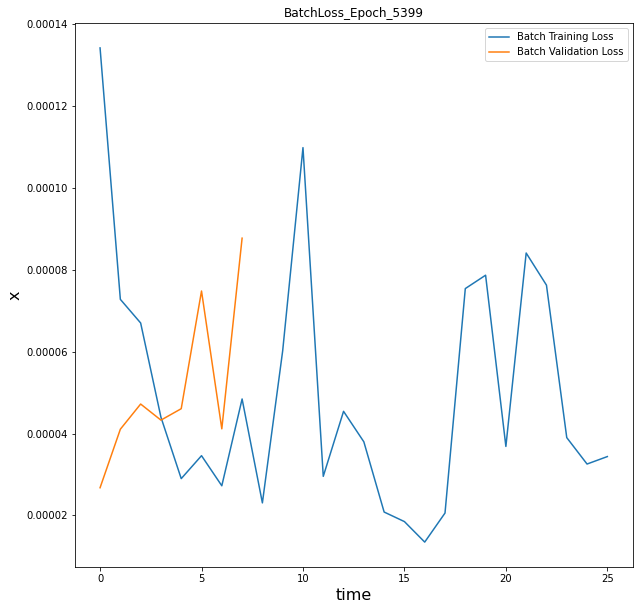 BatchLoss_Epoch_5399
Batch Training Loss
Batch Validation Loss
0.00014
0.00012
0.00010
0.00008
0.00006
0.00004
0.00002
x
0 5 10 15 20 25
time